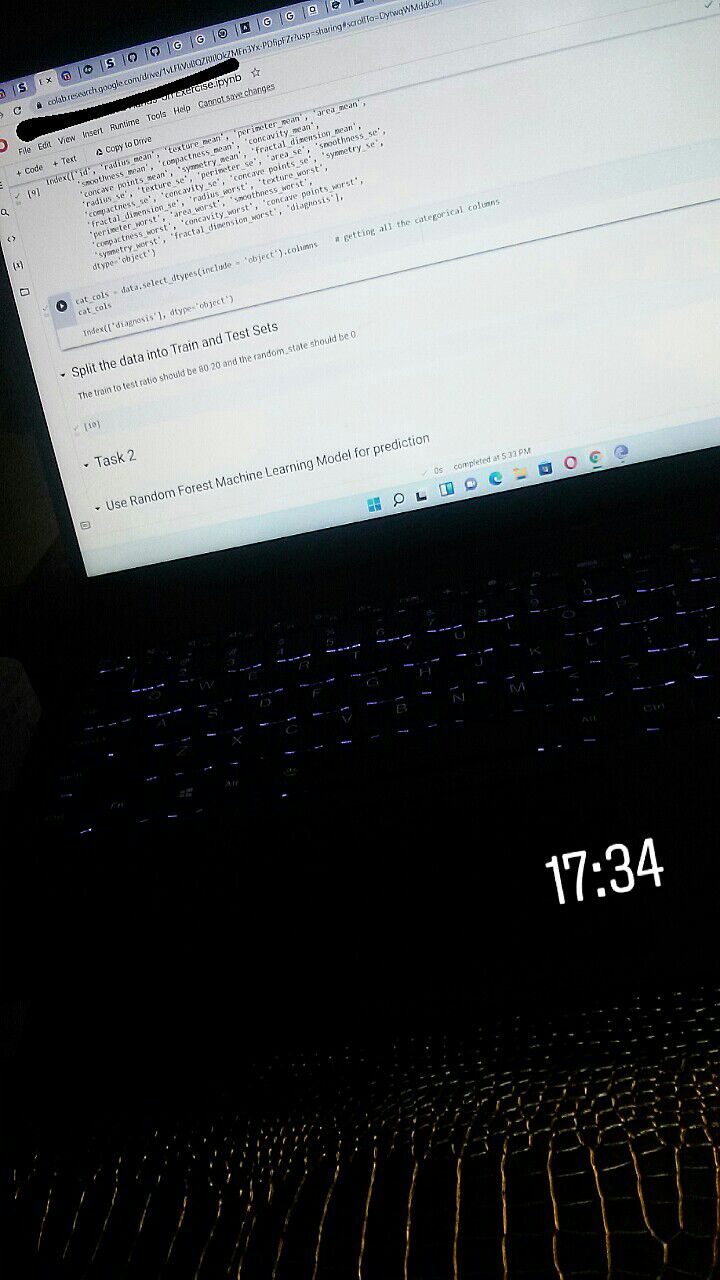 colab.research.google.com/drive/
Exercise.ipynb
File Edit View Insert Runtime Tools Help Cannot save changes
+ Code + Text Copy to Drive
[9] Index(['id', 'radius_mean', 'texture_mean', 'perimeter_mean', 'area_mean',
'smoothness_mean', 'compactness_mean', 'concavity_mean',
'concave points_mean', 'symmetry_mean', 'fractal_dimension_mean',
'radius_se', 'texture_se', 'perimeter_se', 'area_se', 'smoothness_se',
'compactness_se', 'concavity_se', 'concave points_se', 'symmetry_se',
'fractal_dimension_se', 'radius_worst', 'texture_worst',
'perimeter_worst', 'area_worst', 'smoothness_worst',
'compactness_worst', 'concavity_worst', 'concave points_worst',
'symmetry_worst', 'fractal_dimension_worst', 'diagnosis'],
dtype='object')
cat_cols = data.select_dtypes(include = 'object').columns # getting all the categorical columns
cat_cols
Index(['diagnosis'], dtype='object')
Split the data into Train and Test Sets
The train to test ratio should be 80:20 and the random_state should be 0
[10]
Task 2
Use Random Forest Machine Learning Model for prediction
0s completed at 5:33 PM
Q W E R T Y U I O P
A S D F G H J K L
Z X C V B N M
Fn Alt Alt Ctrl
17:34